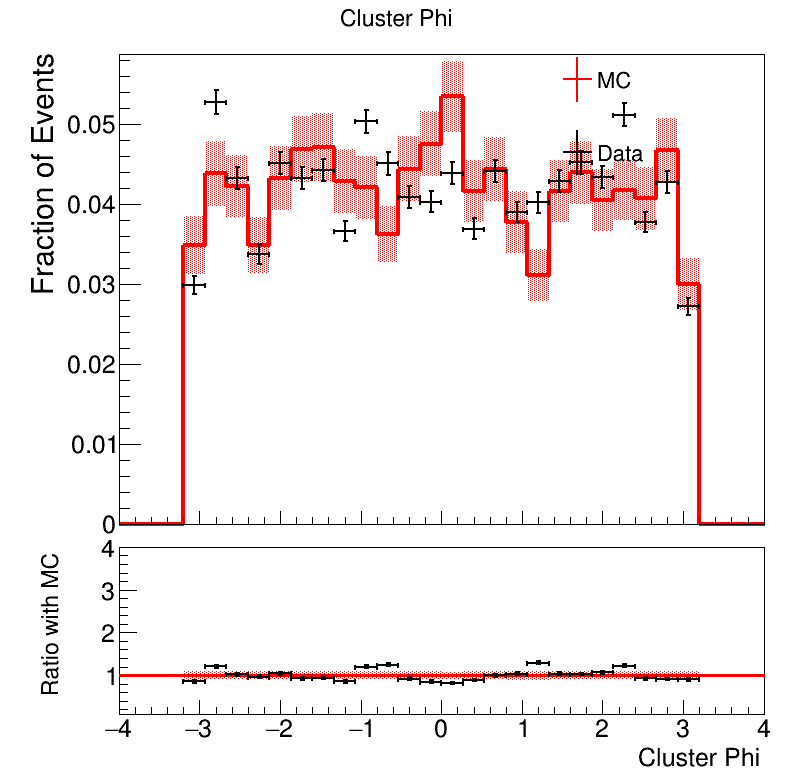 Cluster Phi
Fraction of Events
0.05
0.04
0.03
0.02
0.01
0
MC
Data
Ratio with MC
4
3
2
1
−4 −3 −2 −1 0 1 2 3 4
Cluster Phi